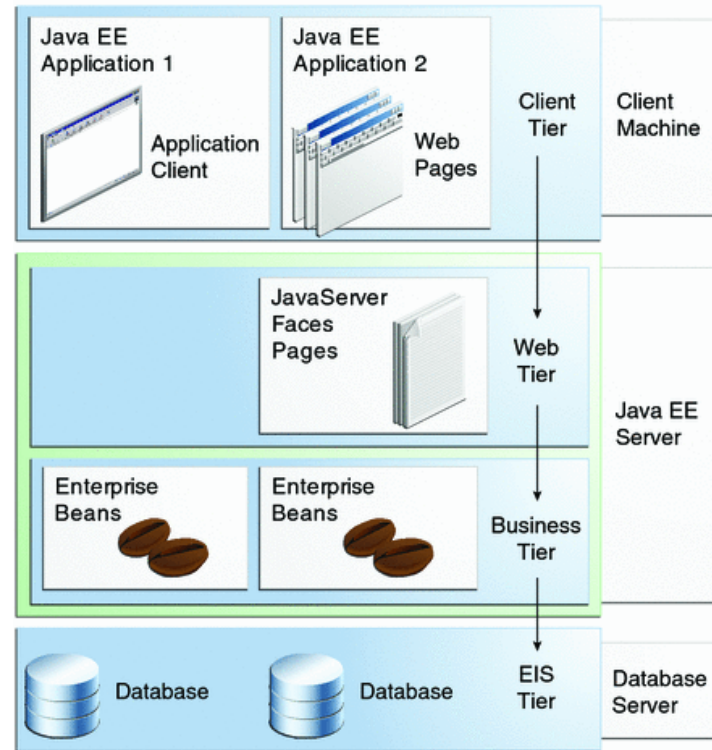 Java EE
Application 1
Application
Client
Java EE
Application 2
Web
Pages
Client
Tier
Client
Machine
JavaServer
Faces
Pages
Web
Tier
Java EE
Server
Enterprise
Beans
Enterprise
Beans
Business
Tier
Database
Database
EIS
Tier
Database
Server